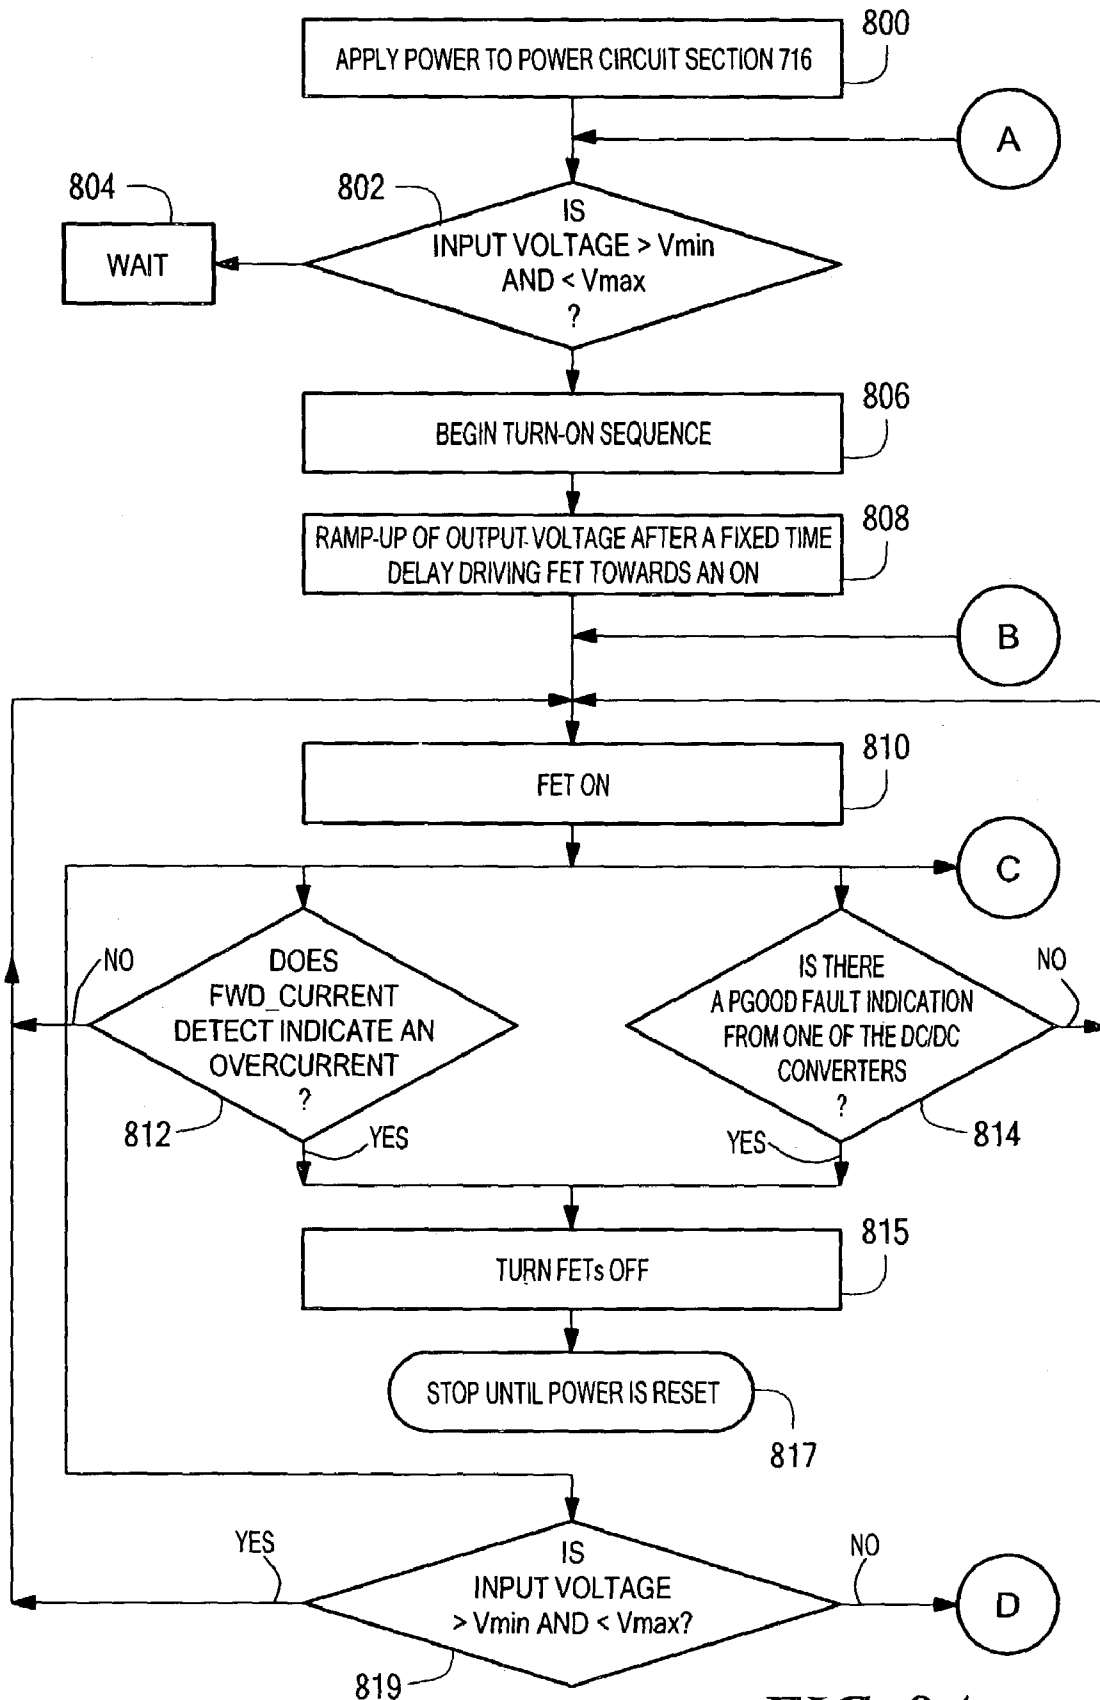 800
APPLY POWER TO POWER CIRCUIT SECTION 716
A
804
802
WAIT
IS
INPUT VOLTAGE > Vmin
AND < Vmax
?
806
BEGIN TURN-ON SEQUENCE
808
RAMP-UP OF OUTPUT VOLTAGE AFTER A FIXED TIME
DELAY DRIVING FET TOWARDS AN ON
B
810
FET ON
C
NO
DOES
FWD_CURRENT
DETECT INDICATE AN
OVERCURRENT
?
812
YES
IS THERE
A PGOOD FAULT INDICATION
FROM ONE OF THE DC/DC
CONVERTERS
?
NO
814
YES
815
TURN FETs OFF
STOP UNTIL POWER IS RESET
817
YES
IS
INPUT VOLTAGE
> Vmin AND < Vmax?
NO
D
819